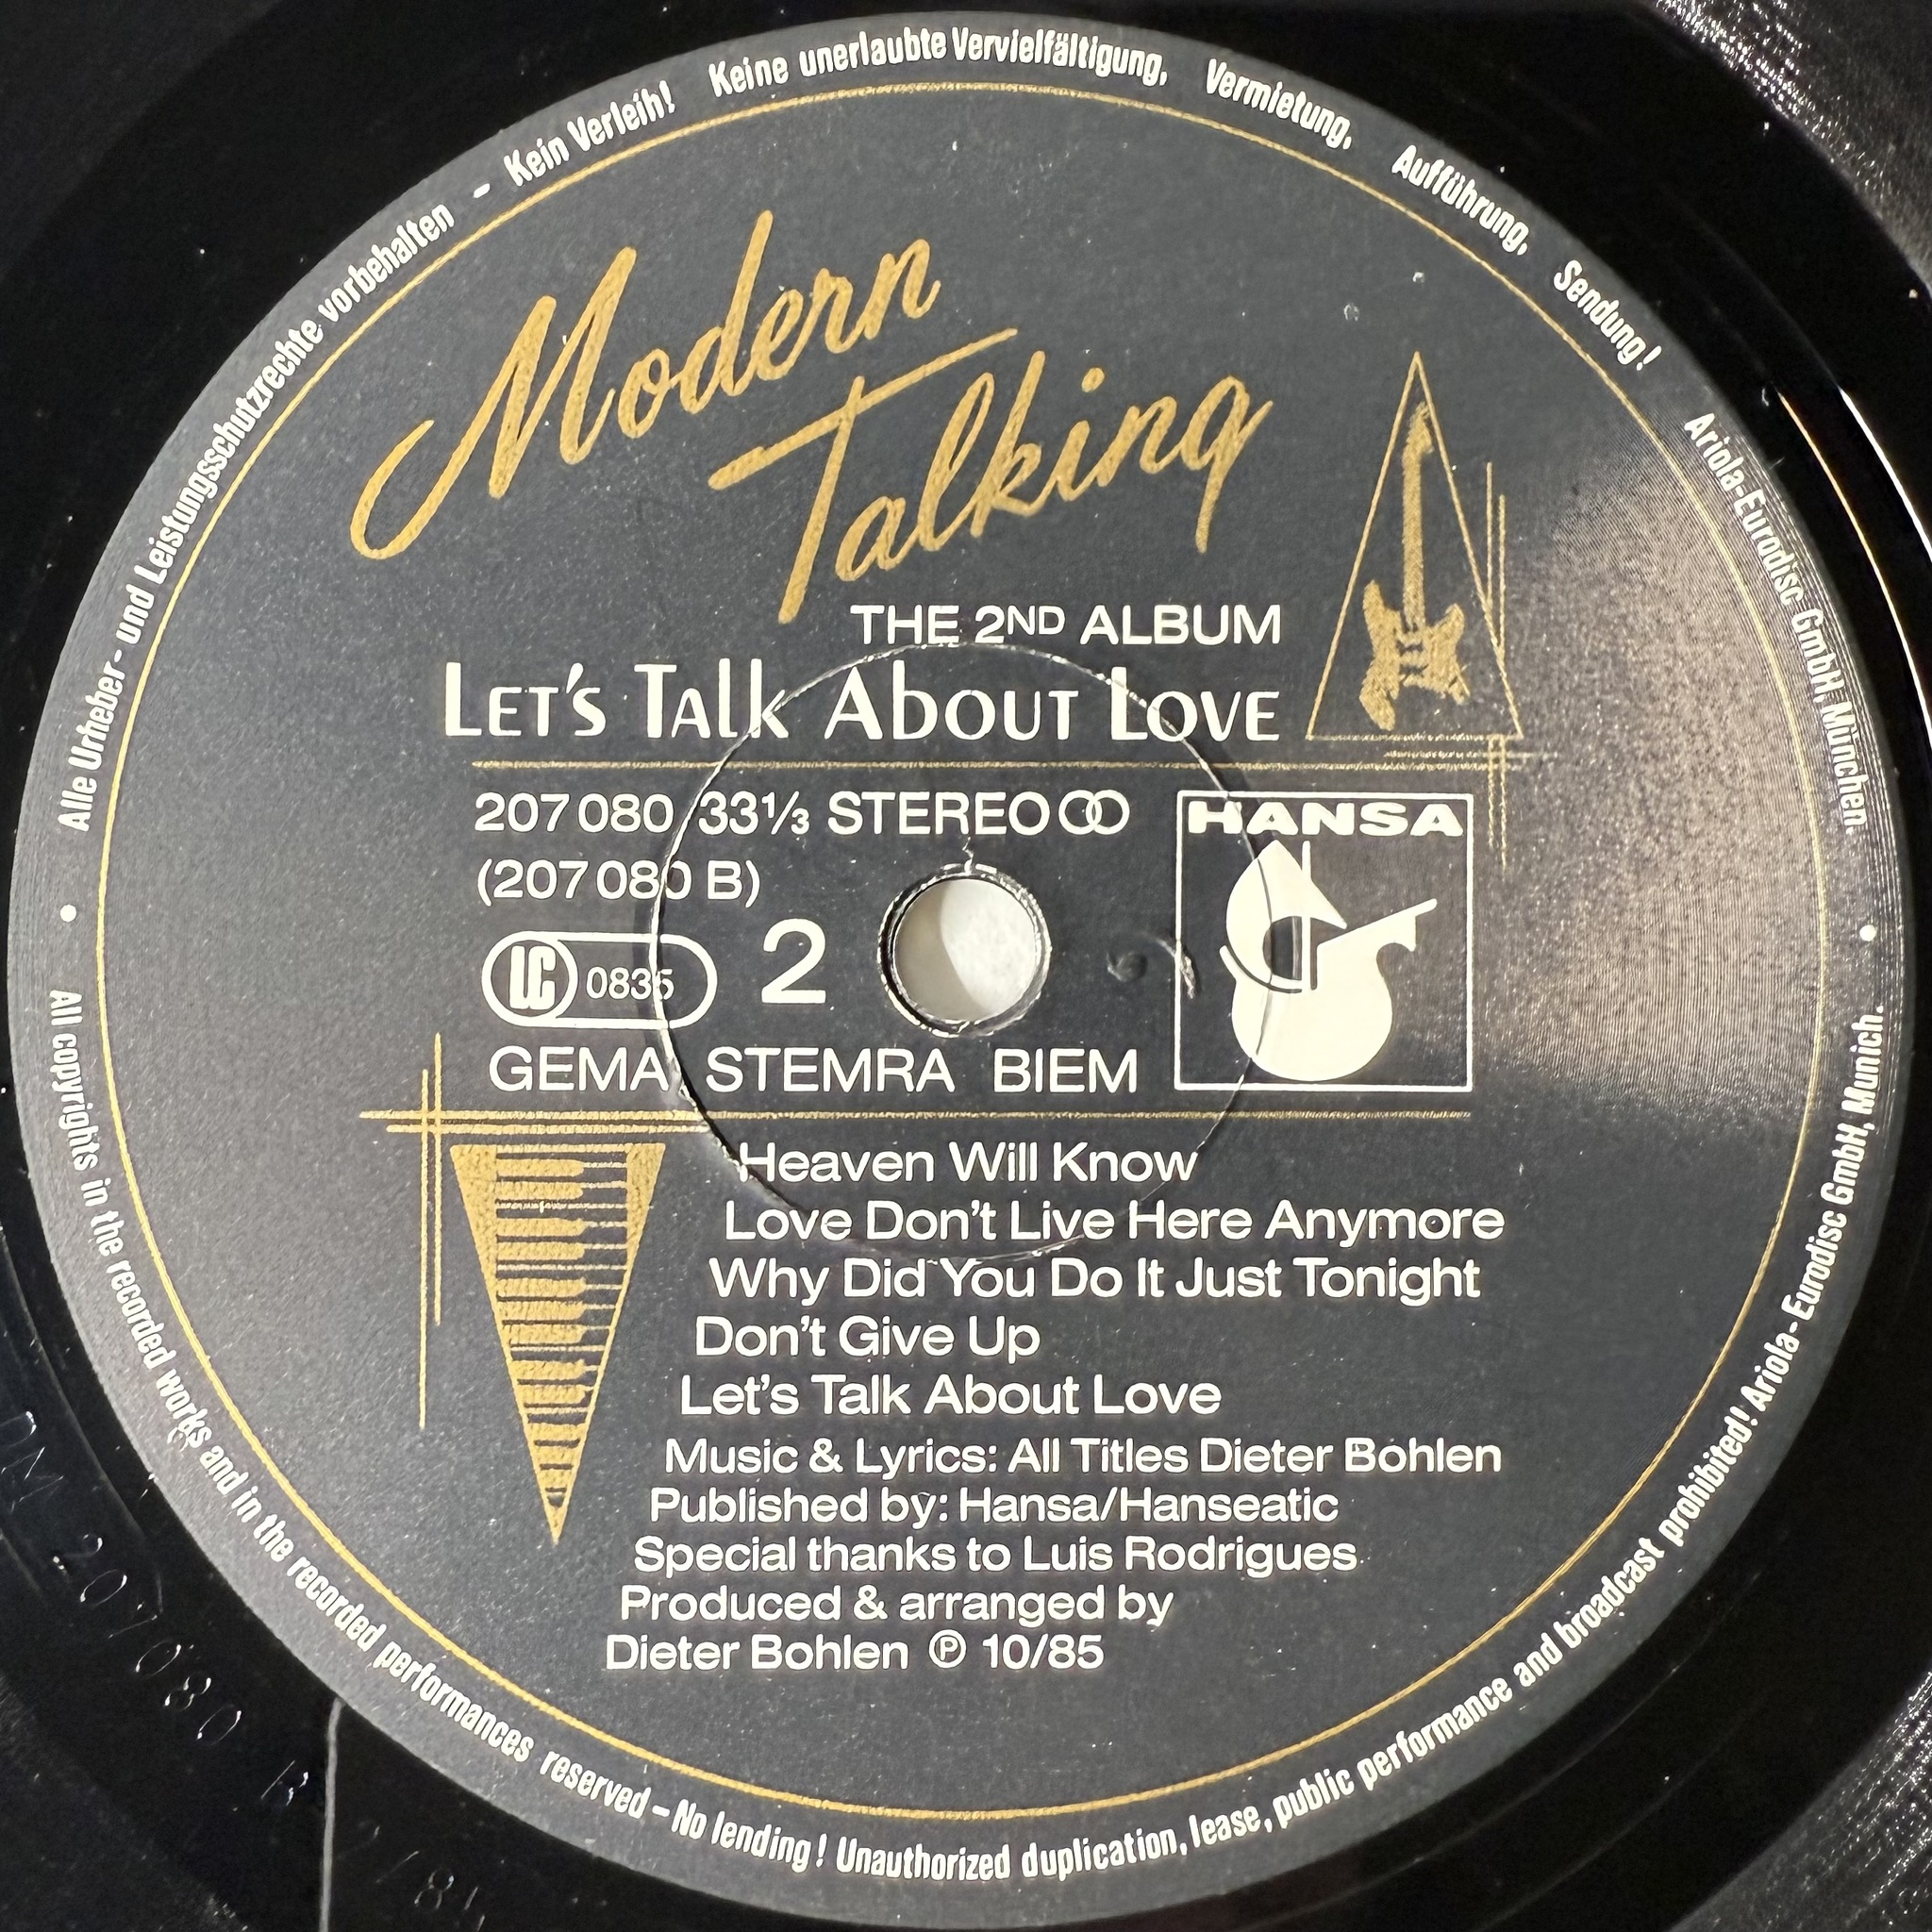 Alle Urheber- und Leistungsschutzrechte vorbehalten – Kein Verleih! Keine unerlaubte Vervielfältigung, Vermietung, Aufführung, Sendung! Ariola-Eurodisc GmbH, München.
Modern
Talking
THE 2ND ALBUM
LET'S TAlk AbOUT LOVE
207 080 33⅓ STEREO
(207 080 B)
HANSA
LC 0835
2
GEMA STEMRA BIEM
Heaven Will Know
Love Don't Live Here Anymore
Why Did You Do It Just Tonight
Don't Give Up
Let's Talk About Love
Music & Lyrics: All Titles Dieter Bohlen
Published by: Hansa/Hanseatic
Special thanks to Luis Rodrigues
Produced & arranged by
Dieter Bohlen ℗ 10/85
All copyrights in the recorded works and in the recorded performances reserved – No lending! Unauthorized duplication, lease, public performance and broadcast prohibited! Ariola-Eurodisc GmbH, Munich.
207080